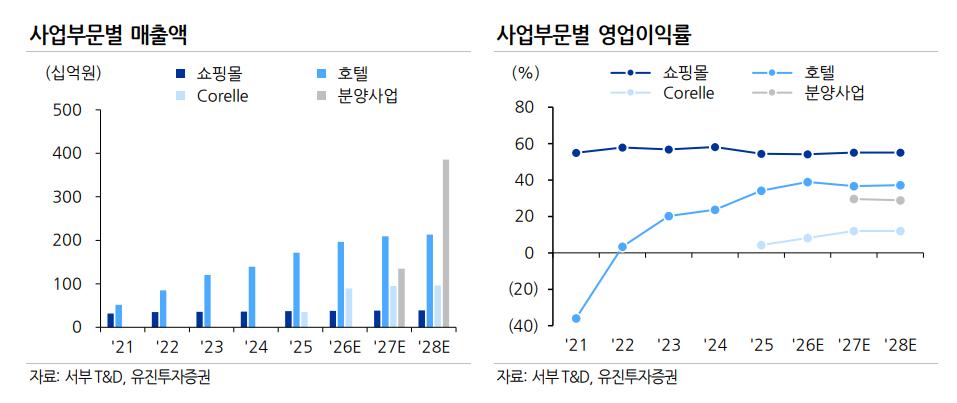 사업부문별 매출액
(십억원)
쇼핑몰 호텔
Corelle 분양사업
500
400
300
200
100
0
'21 '22 '23 '24 '25 '26E '27E '28E
자료: 서부 T&D, 유진투자증권
사업부문별 영업이익률
(%)
쇼핑몰 호텔
Corelle 분양사업
80
60
40
20
0
(20)
(40)
'21 '22 '23 '24 '25 '26E '27E '28E
자료: 서부 T&D, 유진투자증권